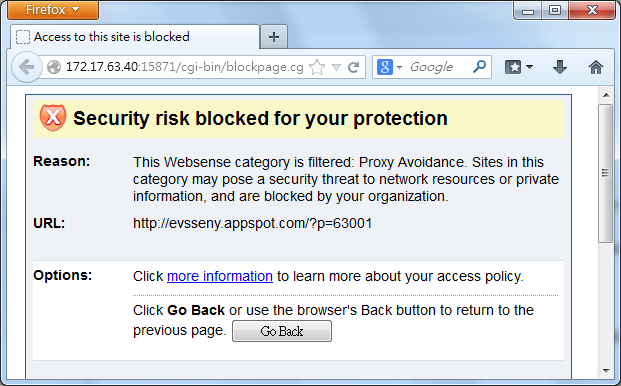 Firefox
Access to this site is blocked
172.17.63.40:15871/cgi-bin/blockpage.cg
Google
Security risk blocked for your protection
Reason:
This Websense category is filtered: Proxy Avoidance. Sites in this
category may pose a security threat to network resources or private
information, and are blocked by your organization.
URL:
http://evsseny.appspot.com/?p=63001
Options:
Click more information to learn more about your access policy.
Click Go Back or use the browser's Back button to return to the
previous page. Go Back